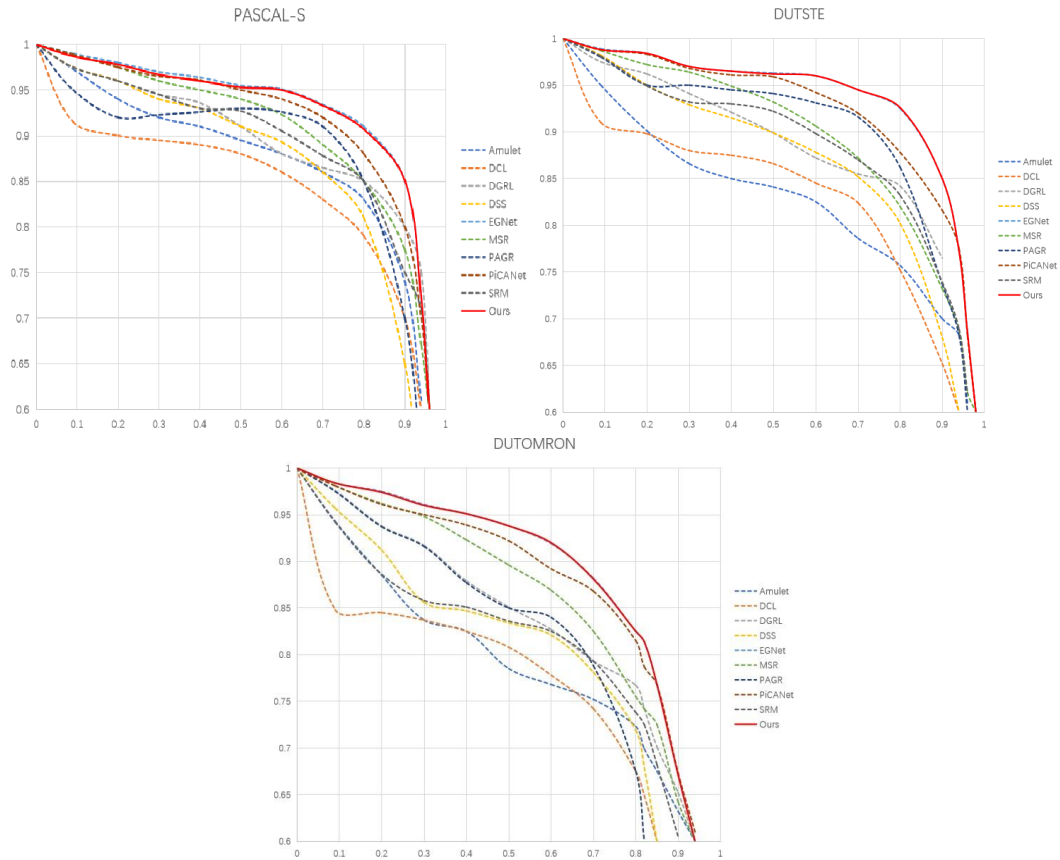 PASCAL-S
1
0.95
0.9
0.85
0.8
0.75
0.7
0.65
0.6
0 0.1 0.2 0.3 0.4 0.5 0.6 0.7 0.8 0.9 1
Amulet
DCL
DGRL
DSS
EGNet
MSR
PAGR
PiCANet
SRM
Ours
DUTSTE
1
0.95
0.9
0.85
0.8
0.75
0.7
0.65
0.6
0 0.1 0.2 0.3 0.4 0.5 0.6 0.7 0.8 0.9 1
Amulet
DCL
DGRL
DSS
EGNet
MSR
PAGR
PiCANet
SRM
Ours
DUTOMRON
1
0.95
0.9
0.85
0.8
0.75
0.7
0.65
0.6
0 0.1 0.2 0.3 0.4 0.5 0.6 0.7 0.8 0.9 1
Amulet
DCL
DGRL
DSS
EGNet
MSR
PAGR
PiCANet
SRM
Ours